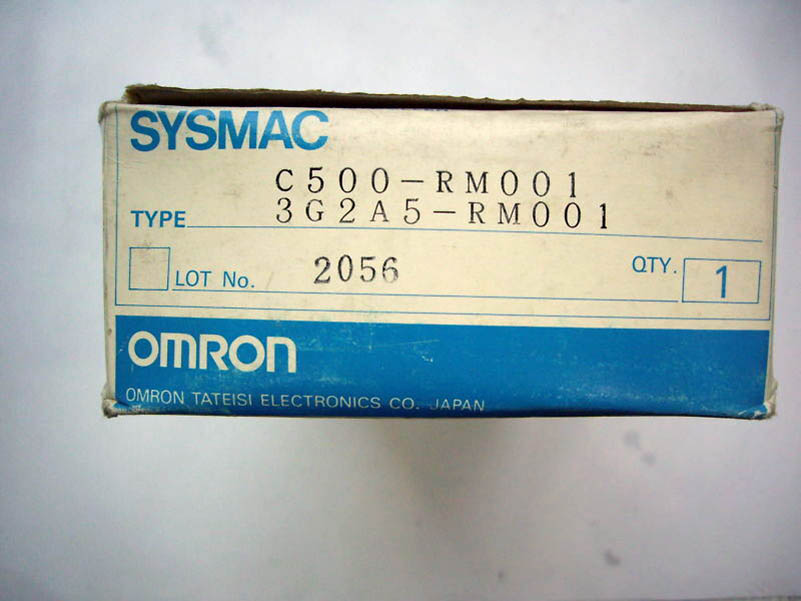 SYSMAC
C500-RM001
TYPE 3G2A5-RM001
LOT No. 2056 QTY. 1
OMRON
OMRON TATEISI ELECTRONICS CO. JAPAN